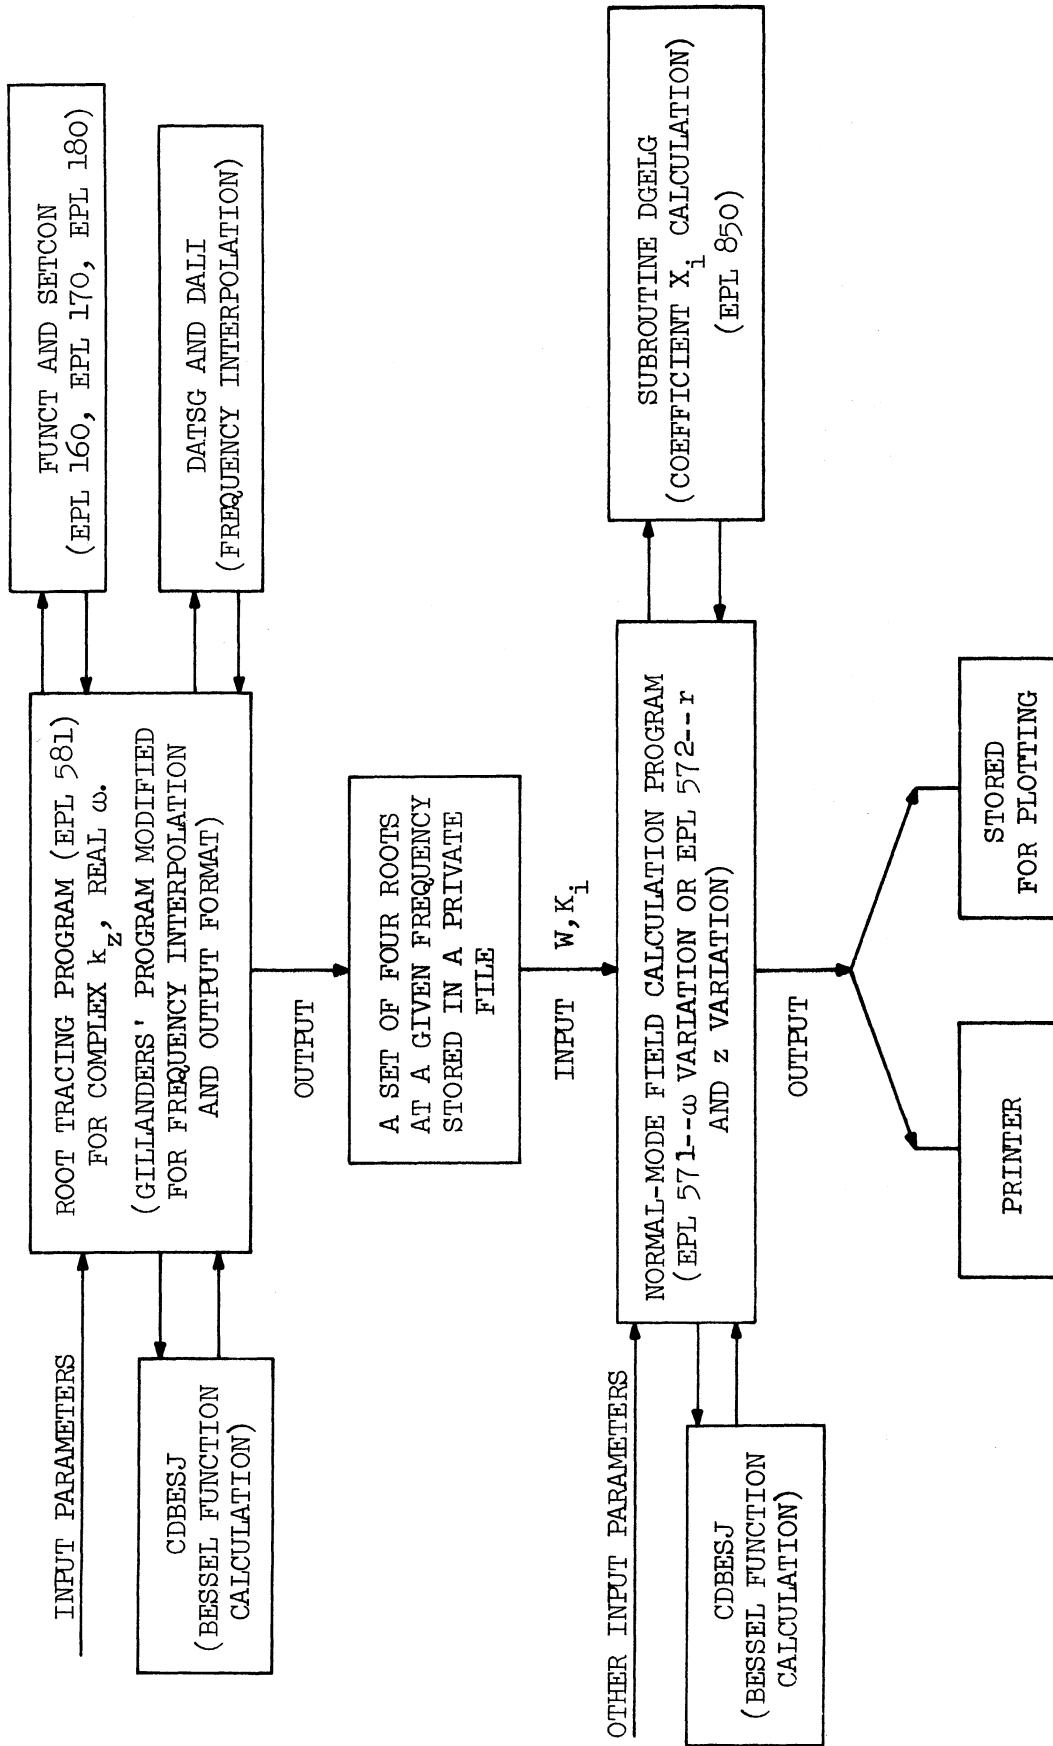 INPUT PARAMETERS
ROOT TRACING PROGRAM (EPL 581)
FOR COMPLEX k_z, REAL ω.
(GILLANDERS' PROGRAM MODIFIED
FOR FREQUENCY INTERPOLATION
AND OUTPUT FORMAT)
FUNCT AND SETCON
(EPL 160, EPL 170, EPL 180)
CDBESJ
(BESSEL FUNCTION
CALCULATION)
DATSG AND DALI
(FREQUENCY INTERPOLATION)
OUTPUT
A SET OF FOUR ROOTS
AT A GIVEN FREQUENCY
STORED IN A PRIVATE
FILE
INPUT
W,K_i
OTHER INPUT PARAMETERS
NORMAL-MODE FIELD CALCULATION PROGRAM
(EPL 571--ω VARIATION OR EPL 572--r
AND z VARIATION)
SUBROUTINE DGELG
(COEFFICIENT X_i CALCULATION)
(EPL 850)
CDBESJ
(BESSEL FUNCTION
CALCULATION)
OUTPUT
PRINTER
STORED
FOR PLOTTING